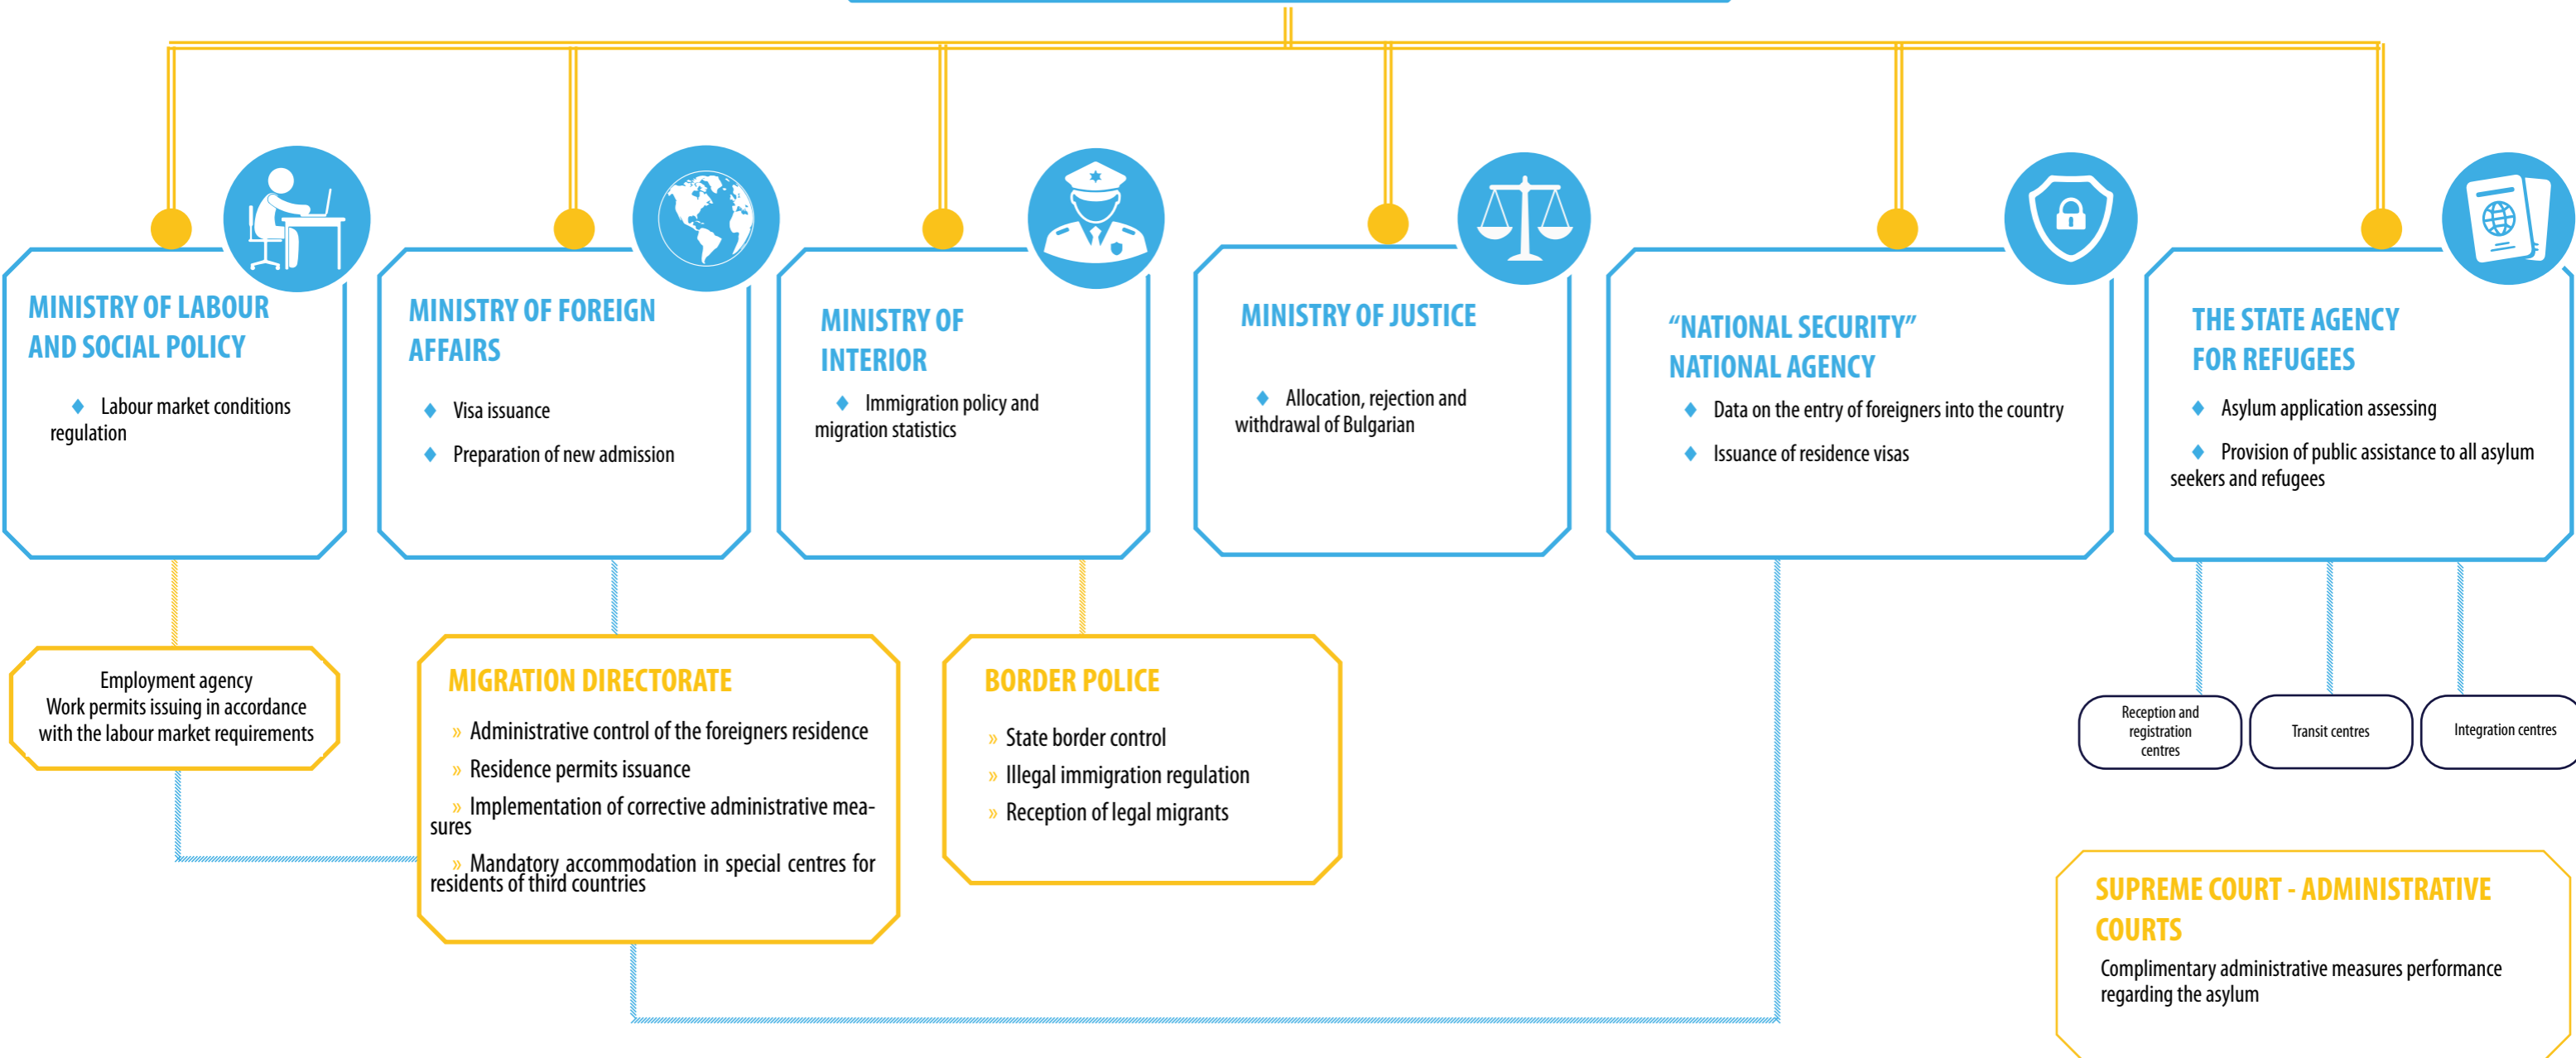 MINISTRY OF LABOUR
AND SOCIAL POLICY
♦ Labour market conditions
regulation
MINISTRY OF FOREIGN
AFFAIRS
♦ Visa issuance
♦ Preparation of new admission
MINISTRY OF
INTERIOR
♦ Immigration policy and
migration statistics
MINISTRY OF JUSTICE
♦ Allocation, rejection and
withdrawal of Bulgarian
“NATIONAL SECURITY”
NATIONAL AGENCY
♦ Data on the entry of foreigners into the country
♦ Issuance of residence visas
THE STATE AGENCY
FOR REFUGEES
♦ Asylum application assessing
♦ Provision of public assistance to all asylum
seekers and refugees
Employment agency
Work permits issuing in accordance
with the labour market requirements
MIGRATION DIRECTORATE
» Administrative control of the foreigners residence
» Residence permits issuance
» Implementation of corrective administrative mea-
sures
» Mandatory accommodation in special centres for
residents of third countries
BORDER POLICE
» State border control
» Illegal immigration regulation
» Reception of legal migrants
Reception and
registration
centres
Transit centres
Integration centres
SUPREME COURT - ADMINISTRATIVE
COURTS
Complimentary administrative measures performance
regarding the asylum